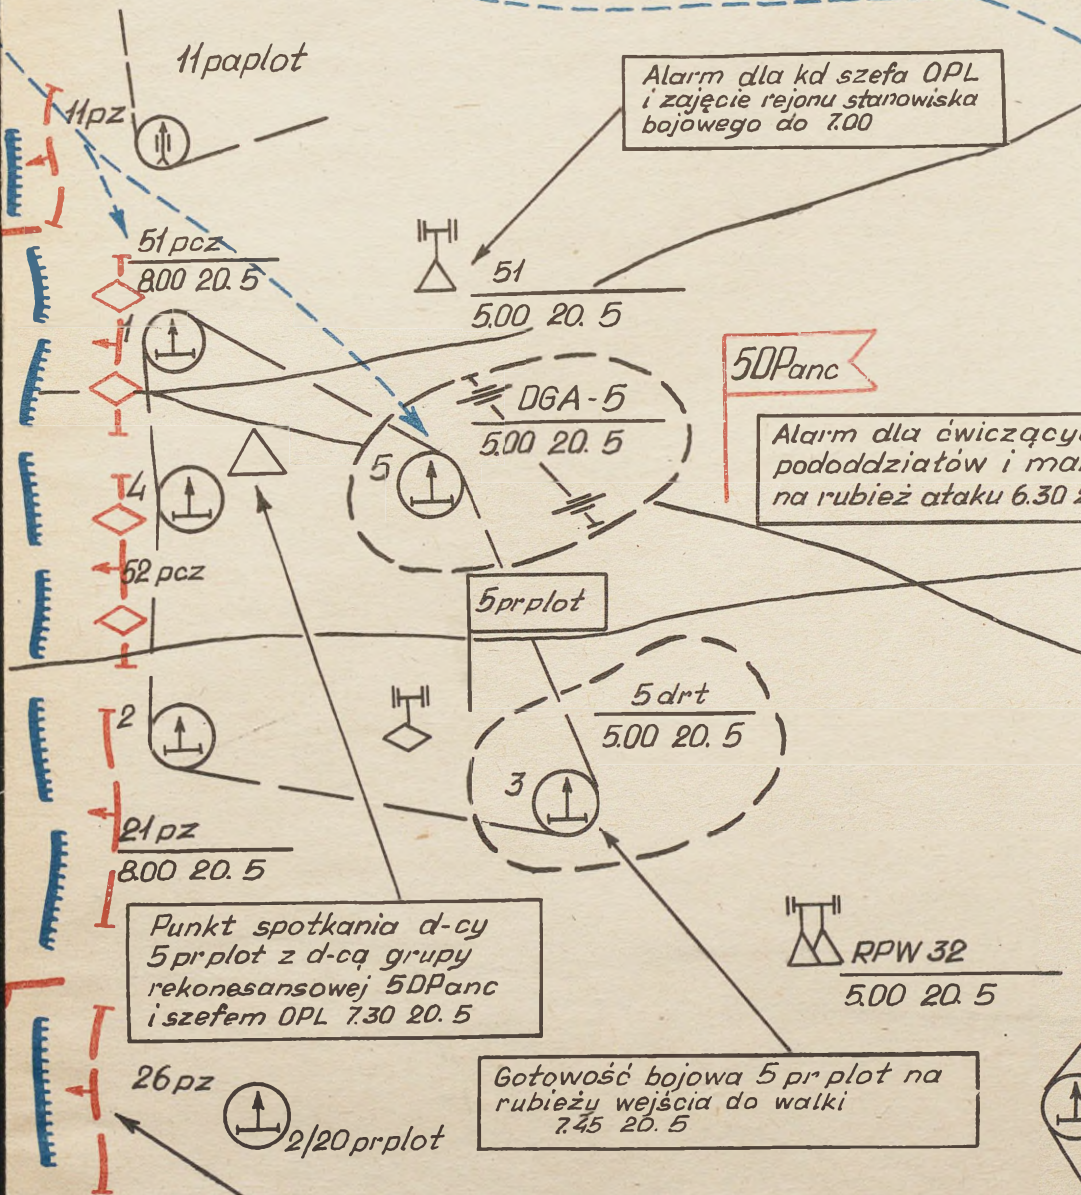 11paplot
11pz
Alarm dla kd szefa OPL
i zajęcie rejonu stanowiska
bojowego do 7.00
51pcz
8.00 20.5
51
5.00 20.5
1
5DPanc
DGA-5
5.00 20.5
5
Alarm dla ćwiczący
pododdziałów i ma
na rubież ataku 6.30
4
52pcz
5prplot
5drt
5.00 20.5
2
3
21pz
8.00 20.5
Punkt spotkania d-cy
5prplot z d-cą grupy
rekonesansowej 5DPanc
i szefem OPL 7.30 20.5
RPW 32
5.00 20.5
Gotowość bojowa 5prplot na
rubieży wejścia do walki
7.45 20.5
26pz
2/20prplot